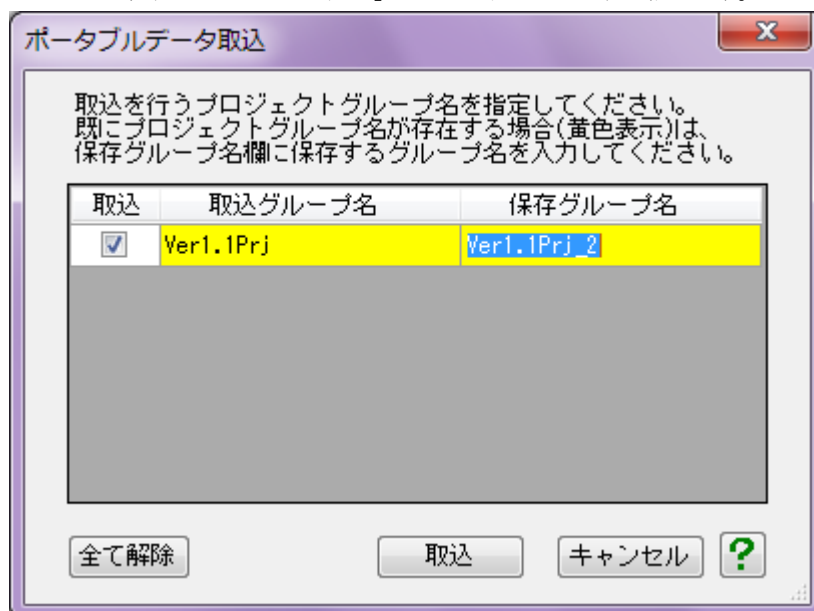 ポータブルデータ取込
取込を行うプロジェクトグループ名を指定してください。
既にプロジェクトグループ名が存在する場合(黄色表示)は、
保存グループ名欄に保存するグループ名を入力してください。
取込 取込グループ名 保存グループ名
Ver1.1Prj Ver1.1Prj_2
全て解除 取込 キャンセル ?